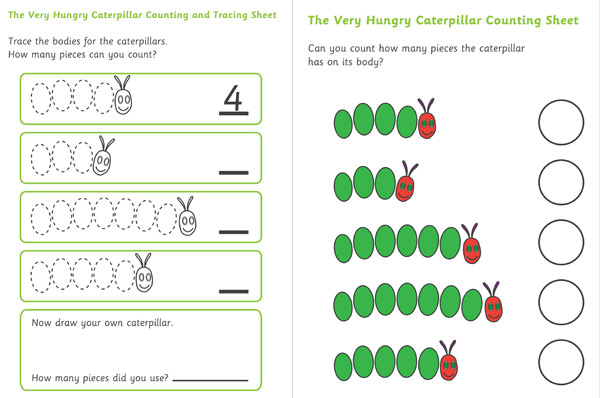 The Very Hungry Caterpillar Counting and Tracing Sheet
Trace the bodies for the caterpillars.
How many pieces can you count?
4
Now draw your own caterpillar.
How many pieces did you use?
The Very Hungry Caterpillar Counting Sheet
Can you count how many pieces the caterpillar
has on its body?